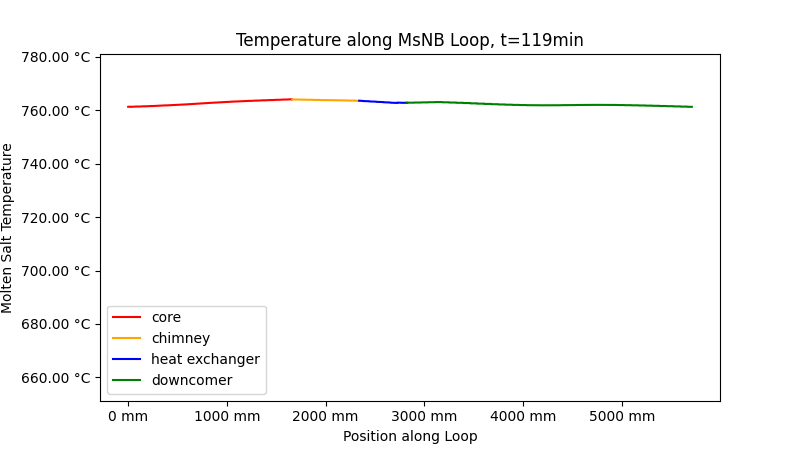 Temperature along MsNB Loop, t=119min
Molten Salt Temperature
780.00 °C
760.00 °C
740.00 °C
720.00 °C
700.00 °C
680.00 °C
660.00 °C
core
chimney
heat exchanger
downcomer
0 mm
1000 mm
2000 mm
3000 mm
4000 mm
5000 mm
Position along Loop